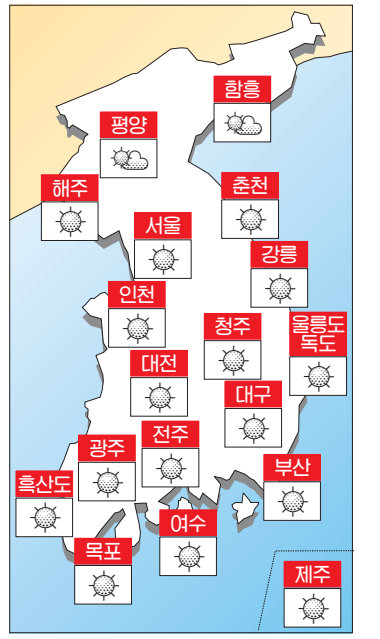 함흥
평양
해주
춘천
서울
강릉
인천
청주
울릉도
독도
대전
대구
전주
광주
부산
흑산도
여수
목포
제주